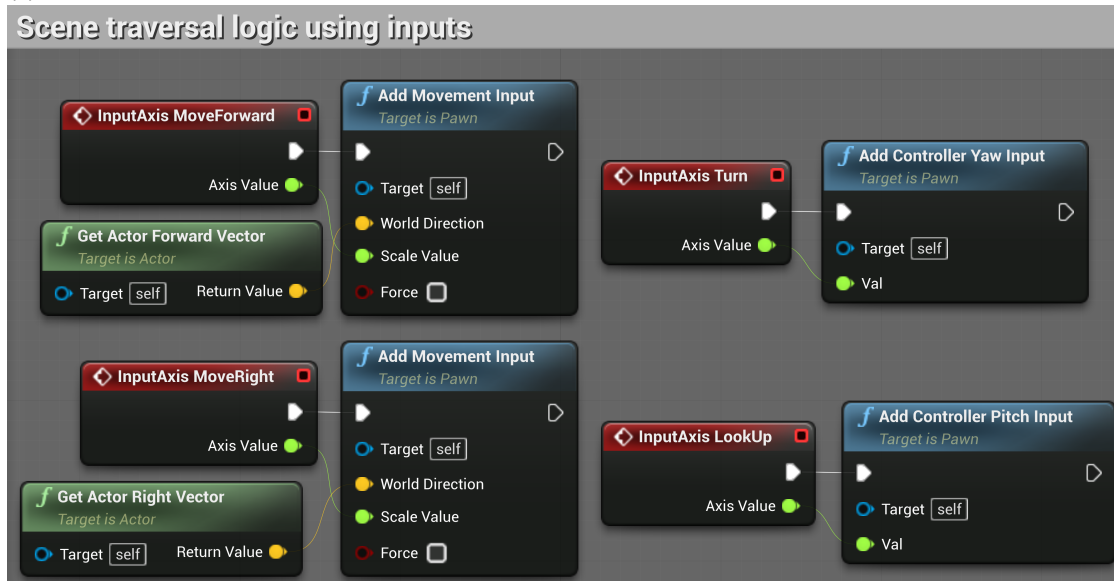 Scene traversal logic using inputs
InputAxis MoveForward
Axis Value
Get Actor Forward Vector
Target is Actor
Target self Return Value
Add Movement Input
Target is Pawn
Target self
World Direction
Scale Value
Force
InputAxis Turn
Axis Value
Add Controller Yaw Input
Target is Pawn
Target self
Val
InputAxis MoveRight
Axis Value
Get Actor Right Vector
Target is Actor
Target self Return Value
Add Movement Input
Target is Pawn
Target self
World Direction
Scale Value
Force
InputAxis LookUp
Axis Value
Add Controller Pitch Input
Target is Pawn
Target self
Val